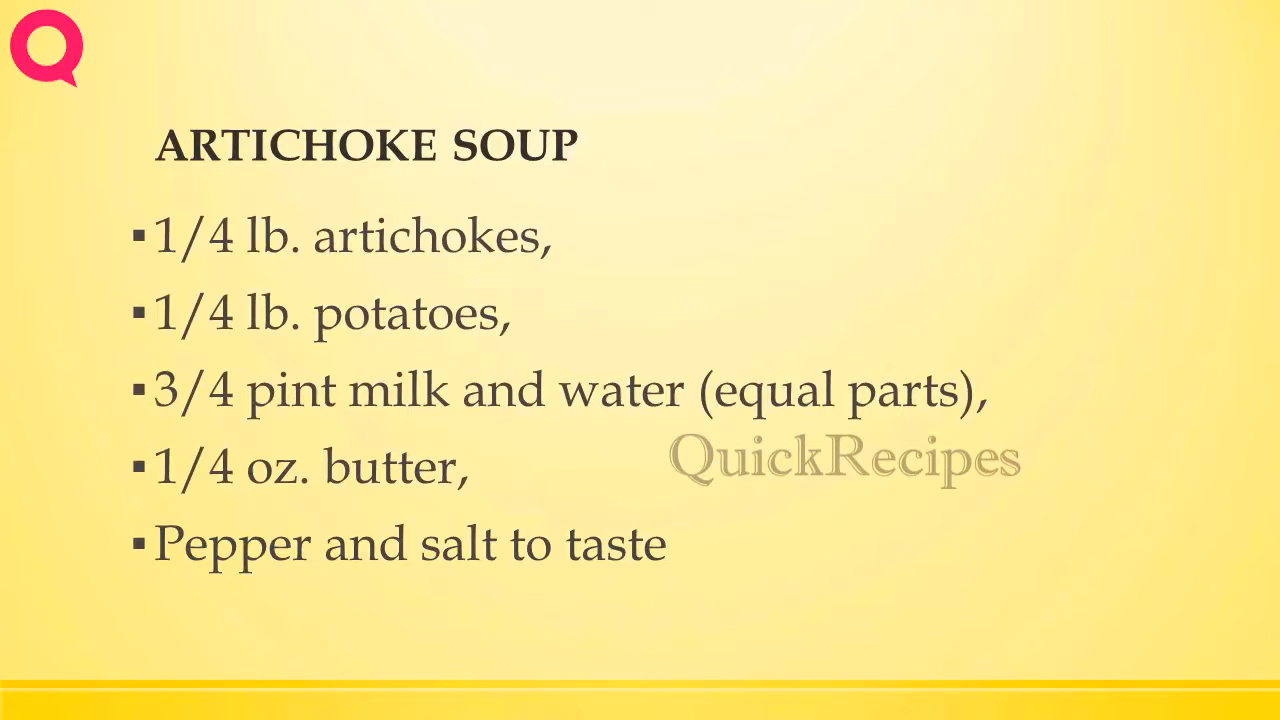 ARTICHOKE SOUP
▪1/4 lb. artichokes,
▪1/4 lb. potatoes,
▪3/4 pint milk and water (equal parts),
▪1/4 oz. butter,
QuickRecipes
▪Pepper and salt to taste